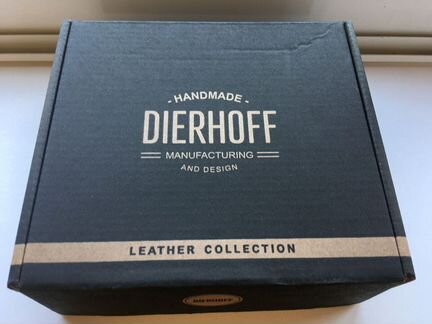 - HANDMADE -
DIERHOFF
MANUFACTURING
AND DESIGN
LEATHER COLLECTION
DIERHOFF